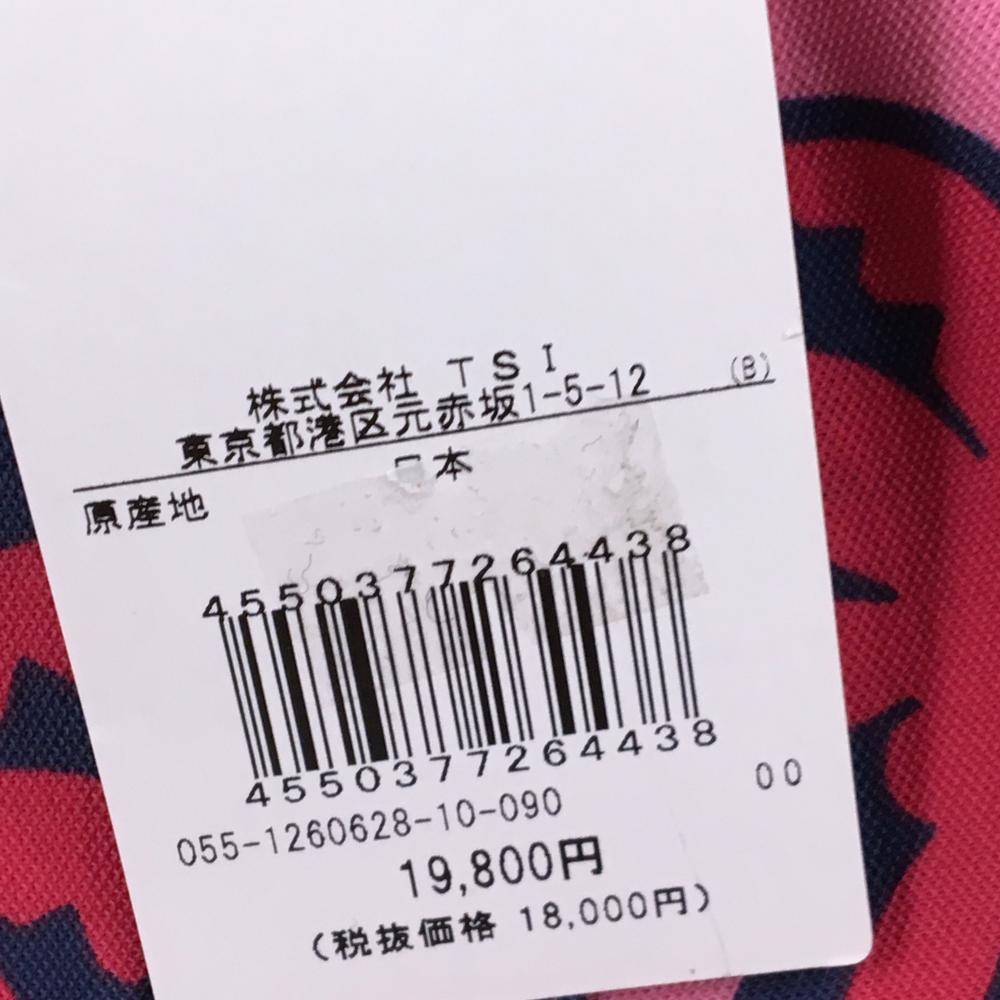 株式会社 TSI
東京都港区元赤坂1-5-12 (B)
日本
原産地
4550377264438
4550377264438
00
055-1260628-10-090
19,800円
(税抜価格 18,000円)